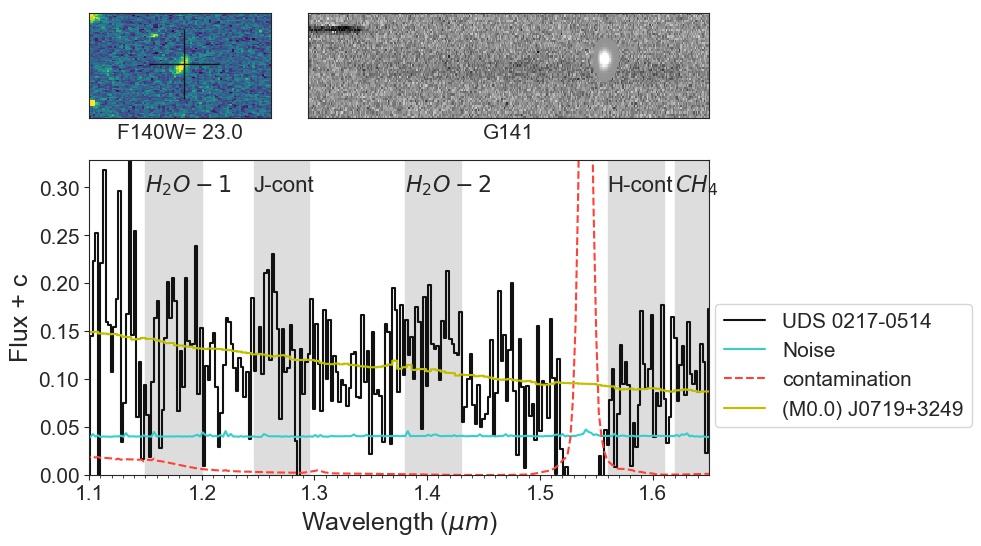 F140W= 23.0
G141
H₂O − 1
J-cont
H₂O − 2
H-cont
CH₄
0.30
0.25
0.20
0.15
0.10
0.05
0.00
Flux + c
1.1
1.2
1.3
1.4
1.5
1.6
Wavelength (μm)
UDS 0217-0514
Noise
contamination
(M0.0) J0719+3249